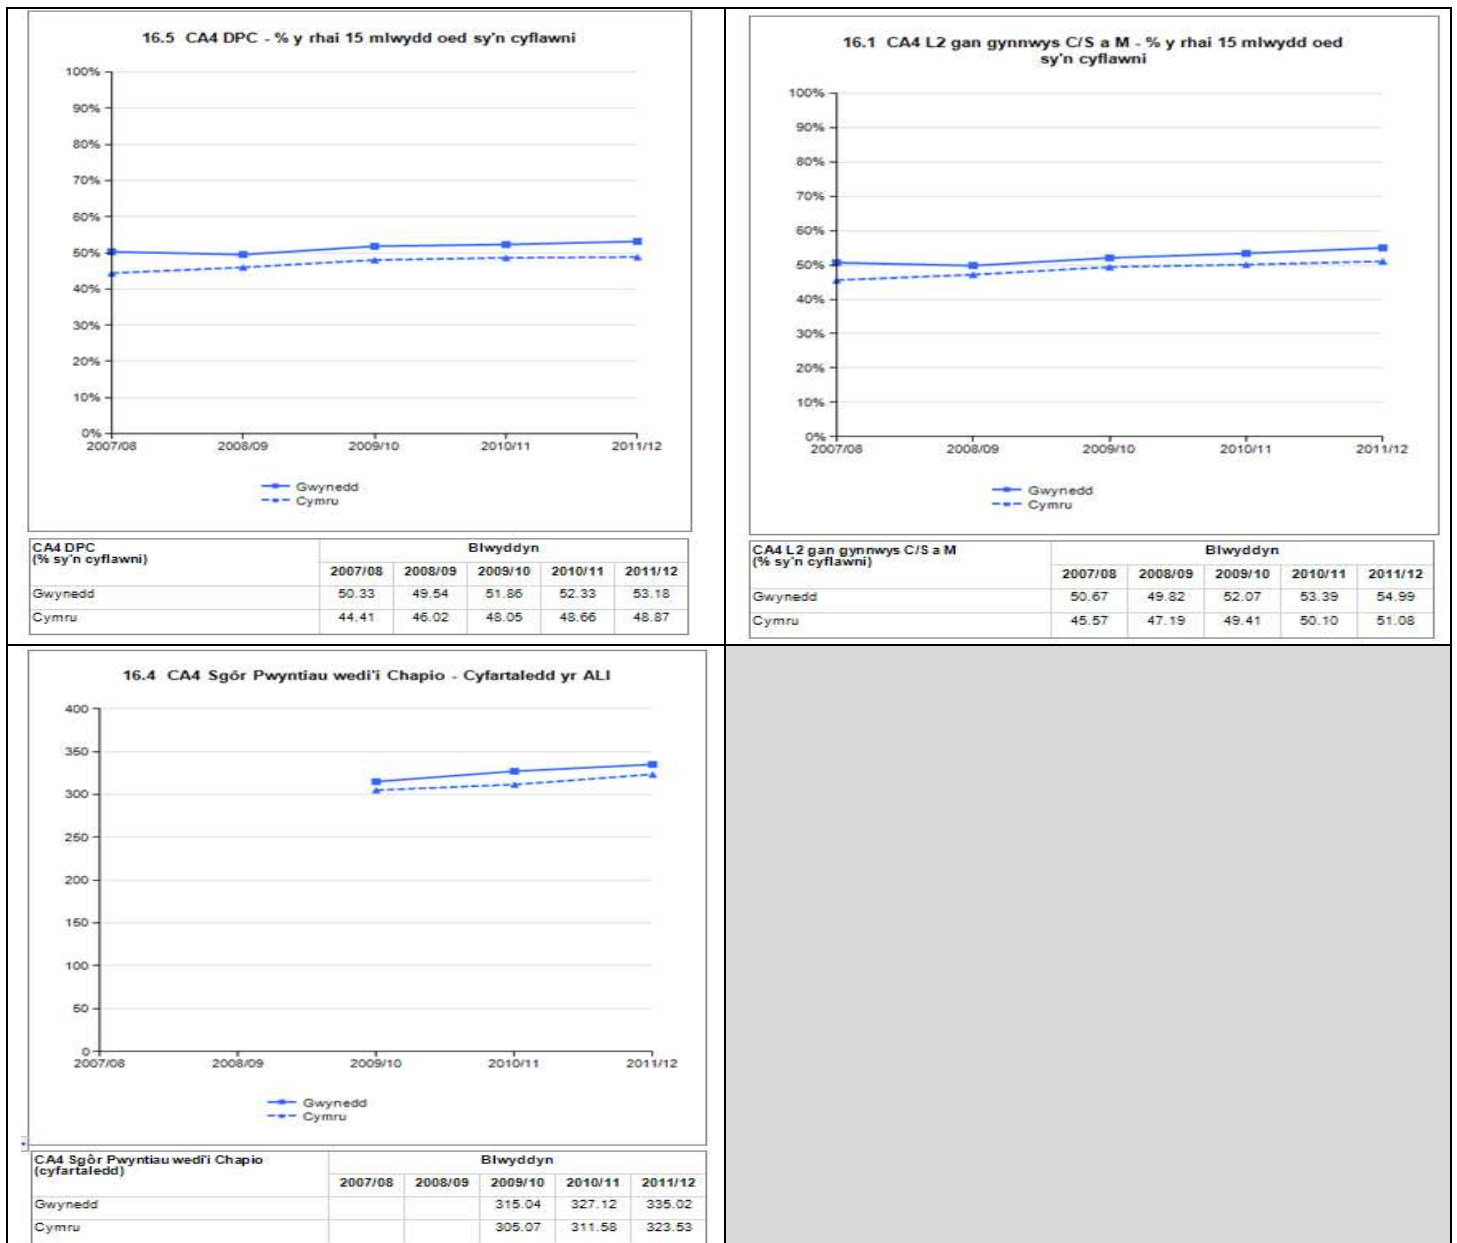 16.5 CA4 DPC - % y rhai 15 mlwydd oed sy'n cyflawni
100%
90%
80%
70%
60%
50%
40%
30%
20%
10%
0%
2007/08 2008/09 2009/10 2010/11 2011/12
Gwynedd
Cymru
CA4 DPC
(% sy'n cyflawni)
Blwyddyn
2007/08 2008/09 2009/10 2010/11 2011/12
Gwynedd 50.33 49.54 51.86 52.33 53.18
Cymru 44.41 46.02 48.05 48.66 48.87
16.1 CA4 L2 gan gynnwys C/S a M - % y rhai 15 mlwydd oed
sy'n cyflawni
100%
90%
80%
70%
60%
50%
40%
30%
20%
10%
0%
2007/08 2008/09 2009/10 2010/11 2011/12
Gwynedd
Cymru
CA4 L2 gan gynnwys C/S a M
(% sy'n cyflawni)
Blwyddyn
2007/08 2008/09 2009/10 2010/11 2011/12
Gwynedd 50.67 49.82 52.07 53.39 54.99
Cymru 45.57 47.19 49.41 50.10 51.08
16.4 CA4 Sgôr Pwyntiau wedi'i Chapio - Cyfartaledd yr ALl
400
350
300
250
200
150
100
50
0
2007/08 2008/09 2009/10 2010/11 2011/12
Gwynedd
Cymru
CA4 Sgôr Pwyntiau wedi'i Chapio
(cyfartaledd)
Blwyddyn
2007/08 2008/09 2009/10 2010/11 2011/12
Gwynedd 315.04 327.12 335.02
Cymru 305.07 311.58 323.53